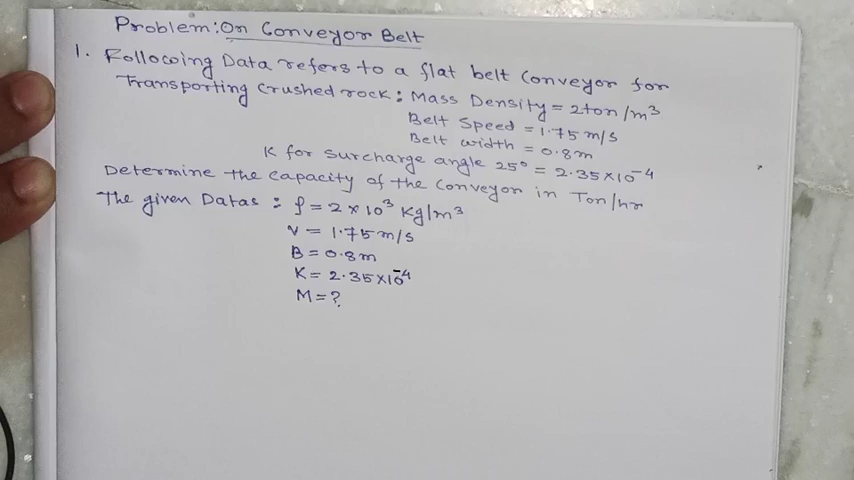 Problem: On Conveyor Belt
1. Following Data refers to a flat belt Conveyor for
Transporting Crushed rock: Mass Density = 2 ton/m³
Belt Speed = 1.75 m/s
Belt width = 0.8m
K for surcharge angle 25° = 2.35×10⁻⁴
Determine the capacity of the conveyor in Ton/hr
The given Datas: ρ = 2 × 10³ Kg/m³
V = 1.75 m/s
B = 0.8m
K = 2.35×10⁻⁴
M = ?